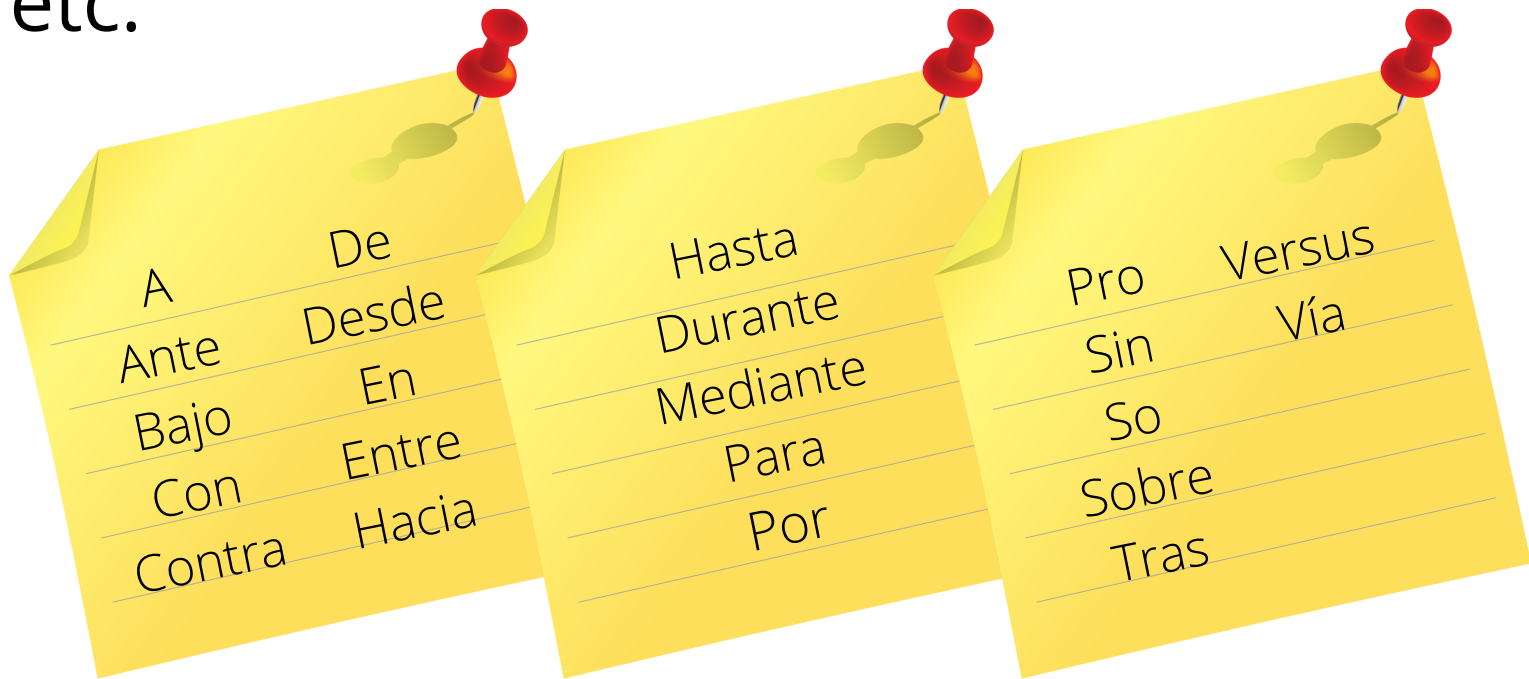 etc.
A
Ante
Bajo
Con
Contra
De
Desde
En
Entre
Hacia
Hasta
Durante
Mediante
Para
Por
Pro
Sin
So
Sobre
Tras
Versus
Vía